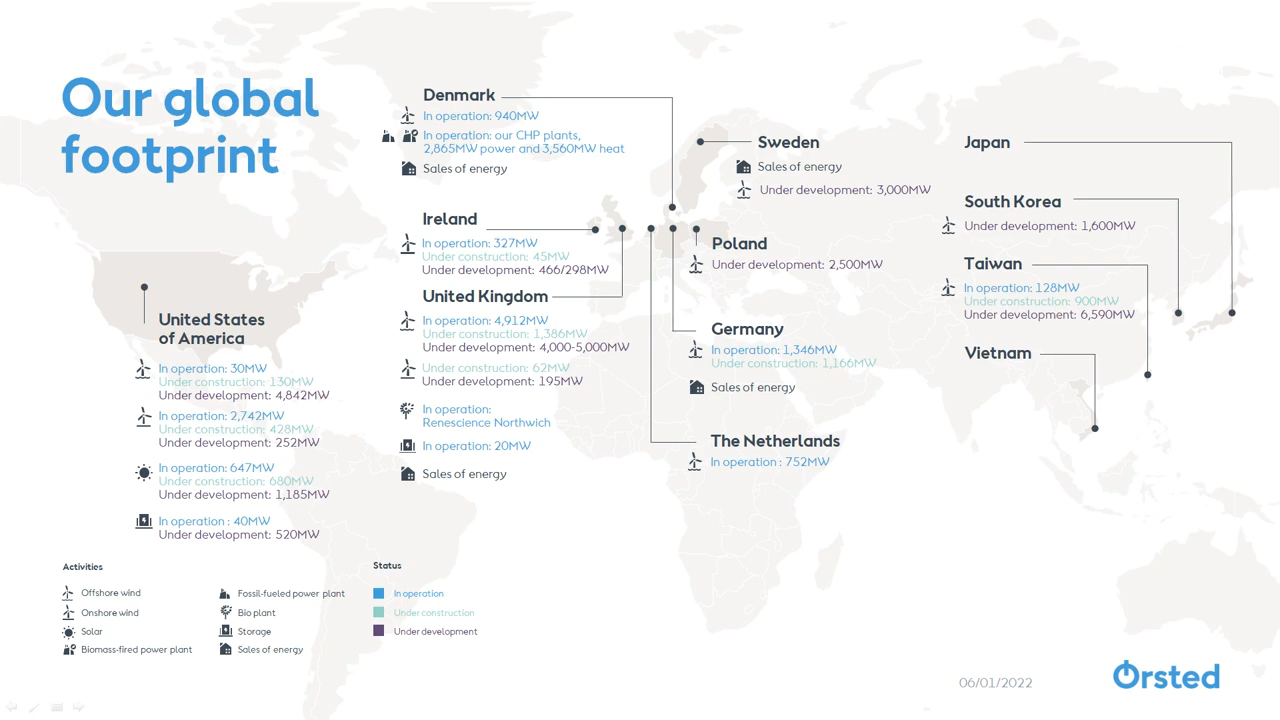 Our global
footprint
Denmark
In operation: 940MW
In operation: our CHP plants,
2,865MW power and 3,560MW heat
Sales of energy
Ireland
In operation: 327MW
Under construction: 45MW
Under development: 466/298MW
United Kingdom
In operation: 4,912MW
Under construction: 1,386MW
Under development: 4,000-5,000MW
Under construction: 62MW
Under development: 195MW
In operation:
Renescience Northwich
In operation: 20MW
Sales of energy
United States
of America
In operation: 30MW
Under construction: 130MW
Under development: 4,842MW
In operation: 2,742MW
Under construction: 428MW
Under development: 252MW
In operation: 647MW
Under construction: 680MW
Under development: 1,185MW
In operation : 40MW
Under development: 520MW
Sweden
Sales of energy
Under development: 3,000MW
Poland
Under development: 2,500MW
Germany
In operation: 1,346MW
Under construction: 1,166MW
Sales of energy
The Netherlands
In operation : 752MW
Japan
South Korea
Under development: 1,600MW
Taiwan
In operation: 128MW
Under construction: 900MW
Under development: 6,590MW
Vietnam
Activities
Offshore wind
Onshore wind
Solar
Biomass-fired power plant
Fossil-fueled power plant
Bio plant
Storage
Sales of energy
Status
In operation
Under construction
Under development
06/01/2022
Ørsted